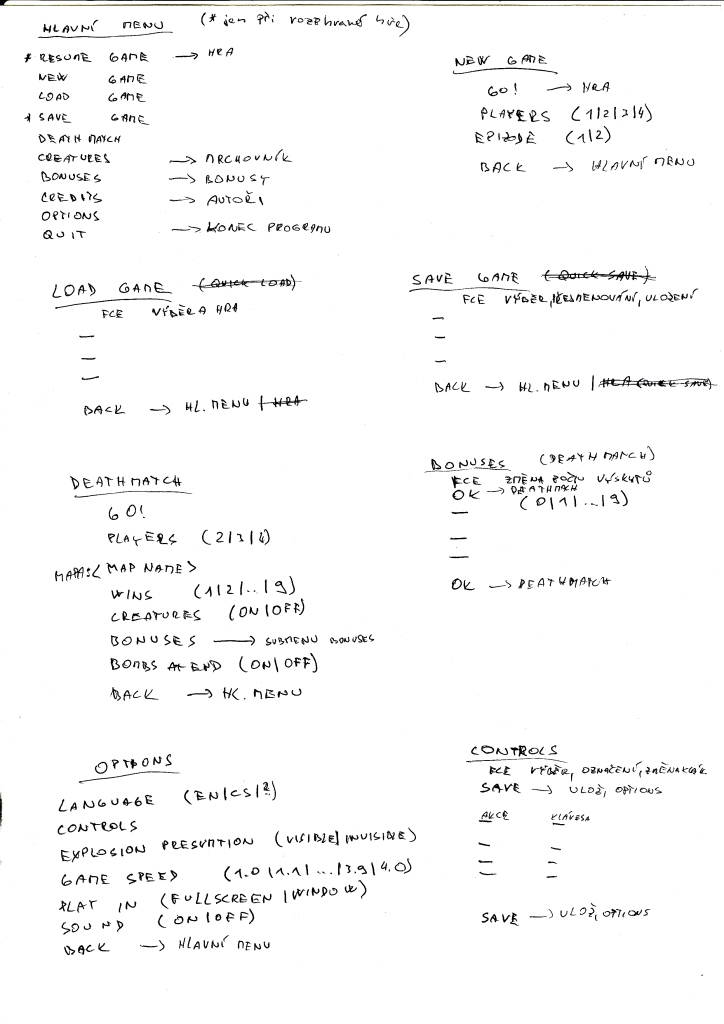 HLAVNÍ MENU (* jen při rozehrané hře)
* RESUME GAME → HRA
NEW GAME
LOAD GAME
* SAVE GAME
DEATHMATCH
CREATURES → MRCHOVNÍK
BONUSES → BONUSY
CREDITS → AUTOŘI
OPTIONS
QUIT → KONEC PROGRAMU
NEW GAME
GO! → HRA
PLAYERS (1|2|3|4)
EPIZODE (1|2)
BACK → HLAVNÍ MENU
LOAD GAME (QUICK LOAD)
FCE VÝBĚR A HRA
—
—
—
BACK → HL. MENU | HRA
SAVE GAME (QUICK SAVE)
FCE VÝBĚR, PŘEJMENOVÁNÍ, ULOŽENÍ
—
—
—
BACK → HL. MENU | HRA (QUICK SAVE)
DEATHMATCH
GO!
PLAYERS (2|3|4)
MAPA: <MAP NAME>
WINS (1|2|..|9)
CREATURES (ON|OFF)
BONUSES → SUBMENU BONUSES
BOMBS AT END (ON|OFF)
BACK → HL. MENU
BONUSES (DEATHMATCH)
FCE ZMĚNA POČTU VÝSKYTŮ
OK → DEATHMATCH
(0|1|...|9)
—
—
—
OK → DEATHMATCH
OPTIONS
LANGUAGE (EN|CS|?)
CONTROLS
EXPLOSION (VISIBLE|INVISIBLE)
GAME SPEED (1.0|1.1|...|3.9|4.0)
PLAY IN (FULLSCREEN|WINDOW)
SOUND (ON|OFF)
BACK → HLAVNÍ MENU
CONTROLS
FCE VÝBĚR, OZNAČENÍ, ZMĚNA KLÁV
SAVE → ULOŽ, OPTIONS
AKCE KLÁVESA
— —
— —
— —
SAVE → ULOŽ, OPTIONS